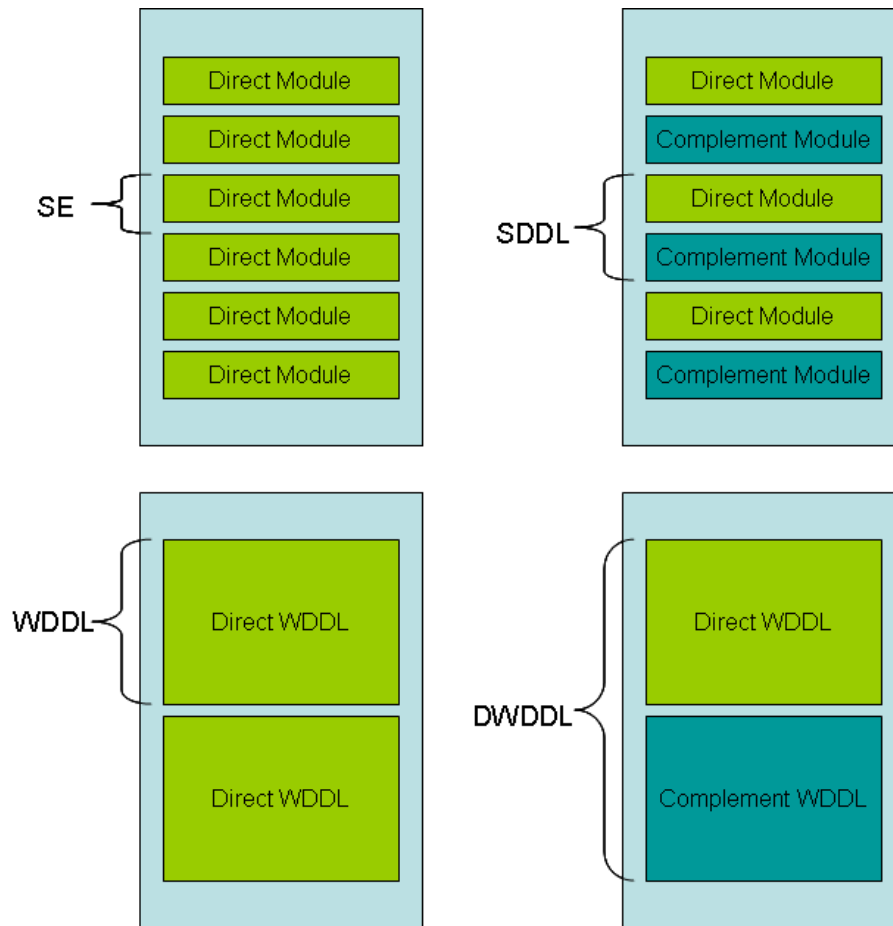 Direct Module
Direct Module
SE
Direct Module
Direct Module
Direct Module
Direct Module
Direct Module
Complement Module
SDDL
Direct Module
Complement Module
Direct Module
Complement Module
WDDL
Direct WDDL
Direct WDDL
DWDDL
Direct WDDL
Complement WDDL